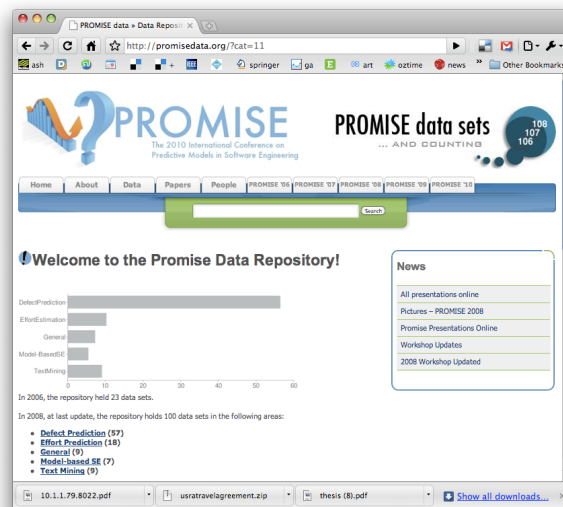 PROMISE data » Data Reposit
http://promisedata.org/?cat=11
ash
+
IEEE
springer
ga
E
art
oztime
news
»
Other Bookmarks
PROMISE
The 2010 International Conference on
Predictive Models in Software Engineering
PROMISE data sets
... AND COUNTING
108
107
106
Home
About
Data
Papers
People
PROMISE '06
PROMISE '07
PROMISE '08
PROMISE '09
PROMISE '10
Search
Welcome to the Promise Data Repository!
DefectPrediction
EffortEstimation
General
Model-BasedSE
TextMining
0 10 20 30 40 50 60
In 2006, the repository held 23 data sets.
In 2008, at last update, the repository holds 100 data sets in the following areas:
Defect Prediction (57)
Effort Prediction (18)
General (9)
Model-based SE (7)
Text Mining (9)
News
All presentations online
Pictures – PROMISE 2008
Promise Presentations Online
Workshop Updates
2008 Workshop Updated
10.1.1.79.8022.pdf
usratravelagreement.zip
thesis (8).pdf
Show all downloads...